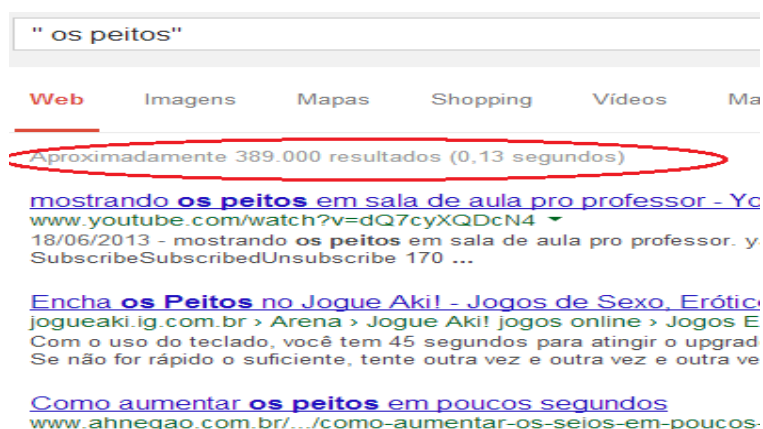 " os peitos"
Web Imagens Mapas Shopping Vídeos Ma
Aproximadamente 389.000 resultados (0,13 segundos)
mostrando os peitos em sala de aula pro professor - Yo
www.youtube.com/watch?v=dQ7cyXQDcN4
18/06/2013 - mostrando os peitos em sala de aula pro professor. y
SubscribeSubscribedUnsubscribe 170 ...
Encha os Peitos no Jogue Aki! - Jogos de Sexo, Erótic
jogueaki.ig.com.br › Arena › Jogue Aki! jogos online › Jogos E
Com o uso do teclado, você tem 45 segundos para atingir o upgrad
Se não for rápido o suficiente, tente outra vez e outra vez e outra ve
Como aumentar os peitos em poucos segundos
www.ahnegao.com.br/.../como-aumentar-os-seios-em-poucos-